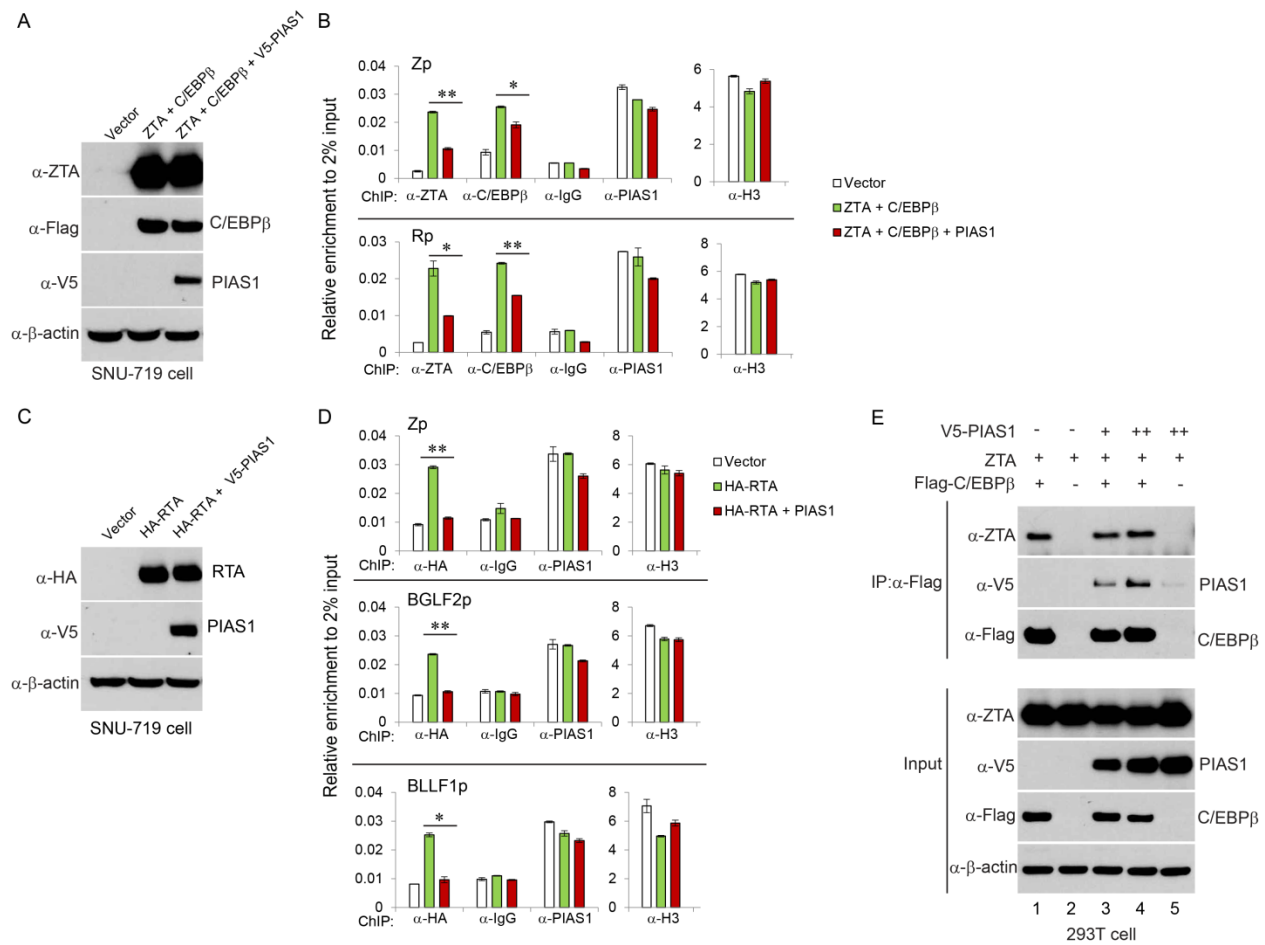 A
Vector
ZTA + C/EBPβ
ZTA + C/EBPβ + V5-PIAS1
α-ZTA
α-Flag C/EBPβ
α-V5 PIAS1
α-β-actin
SNU-719 cell
B
Relative enrichment to 2% input
Zp
0.04
0.03
0.02
0.01
0
6
4
2
0
ChIP: α-ZTA α-C/EBPβ α-IgG α-PIAS1 α-H3
** *
Rp
0.03
0.02
0.01
0
8
6
4
2
0
ChIP: α-ZTA α-C/EBPβ α-IgG α-PIAS1 α-H3
* **
Vector
ZTA + C/EBPβ
ZTA + C/EBPβ + PIAS1
C
Vector
HA-RTA
HA-RTA + V5-PIAS1
α-HA RTA
α-V5 PIAS1
α-β-actin
SNU-719 cell
D
Relative enrichment to 2% input
Zp
0.04
0.03
0.02
0.01
0
8
6
4
2
0
ChIP: α-HA α-IgG α-PIAS1 α-H3
**
Vector
HA-RTA
HA-RTA + PIAS1
BGLF2p
0.04
0.03
0.02
0.01
0
8
6
4
2
0
ChIP: α-HA α-IgG α-PIAS1 α-H3
**
BLLF1p
0.04
0.03
0.02
0.01
0
8
6
4
2
0
ChIP: α-HA α-IgG α-PIAS1 α-H3
*
E
V5-PIAS1 - - + ++ ++
ZTA + + + + +
Flag-C/EBPβ + - + + -
IP:α-Flag
α-ZTA
α-V5 PIAS1
α-Flag C/EBPβ
Input
α-ZTA
α-V5 PIAS1
α-Flag C/EBPβ
α-β-actin
1 2 3 4 5
293T cell